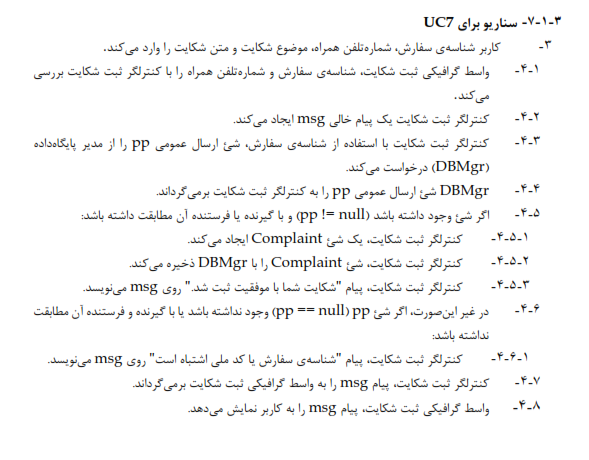 ۷-۱-۳- سناریو برای UC7
۳- کاربر شناسه‌ی سفارش، شماره‌تلفن همراه، موضوع شکایت و متن شکایت را وارد می‌کند.
۴-۱- واسط گرافیکی ثبت شکایت، شناسه‌ی سفارش و شماره‌تلفن همراه را با کنترلگر ثبت شکایت بررسی
می‌کند.
۴-۲- کنترلگر ثبت شکایت یک پیام خالی msg ایجاد می‌کند.
۴-۳- کنترلگر ثبت شکایت با استفاده از شناسه‌ی سفارش، شئ ارسال عمومی pp را از مدیر پایگاه‌داده
(DBMgr) درخواست می‌کند.
۴-۴- DBMgr شئ ارسال عمومی pp را به کنترلگر ثبت شکایت برمی‌گرداند.
۴-۵- اگر شئ وجود داشته باشد (pp != null) و با گیرنده یا فرستنده آن مطابقت داشته باشد:
۴-۵-۱- کنترلگر ثبت شکایت، یک شئ Complaint ایجاد می‌کند.
۴-۵-۲- کنترلگر ثبت شکایت، شئ Complaint را با DBMgr ذخیره می‌کند.
۴-۵-۳- کنترلگر ثبت شکایت، پیام "شکایت شما با موفقیت ثبت شد." روی msg می‌نویسد.
۴-۶- در غیر این‌صورت، اگر شئ pp (pp == null) وجود نداشته باشد یا با گیرنده و فرستنده آن مطابقت
نداشته باشد:
۴-۶-۱- کنترلگر ثبت شکایت، پیام "شناسه‌ی سفارش یا کد ملی اشتباه است" روی msg می‌نویسد.
۴-۷- کنترلگر ثبت شکایت، پیام msg را به واسط گرافیکی ثبت شکایت برمی‌گرداند.
۴-۸- واسط گرافیکی ثبت شکایت، پیام msg را به کاربر نمایش می‌دهد.